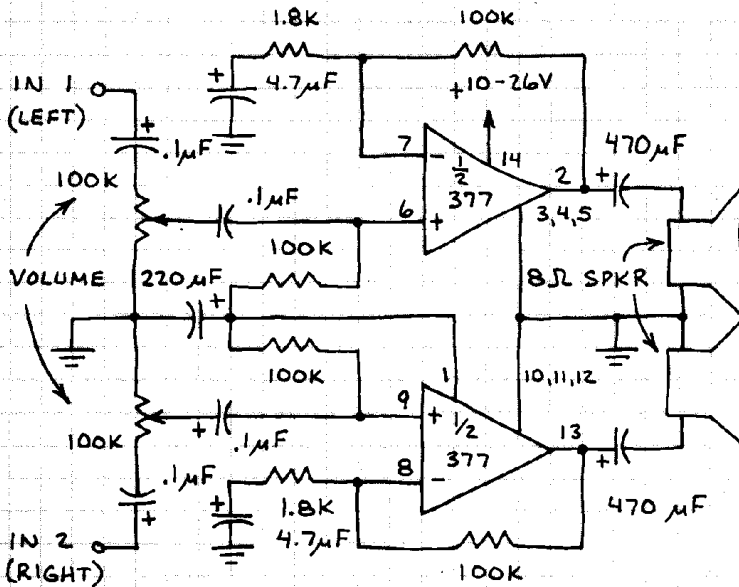 1.8K
100K
IN 1
(LEFT)
+
+
4.7µF
+10-26V
.1µF
7
-
1/2
377
14
470µF
100K
.1µF
2
+
6
+
3,4,5
100K
VOLUME
220µF
+
8Ω SPKR
100K
1
10,11,12
9
+
1/2
377
13
100K
+
.1µF
8
-
+
.1µF
+
1.8K
4.7µF
470 µF
+
IN 2
(RIGHT)
100K